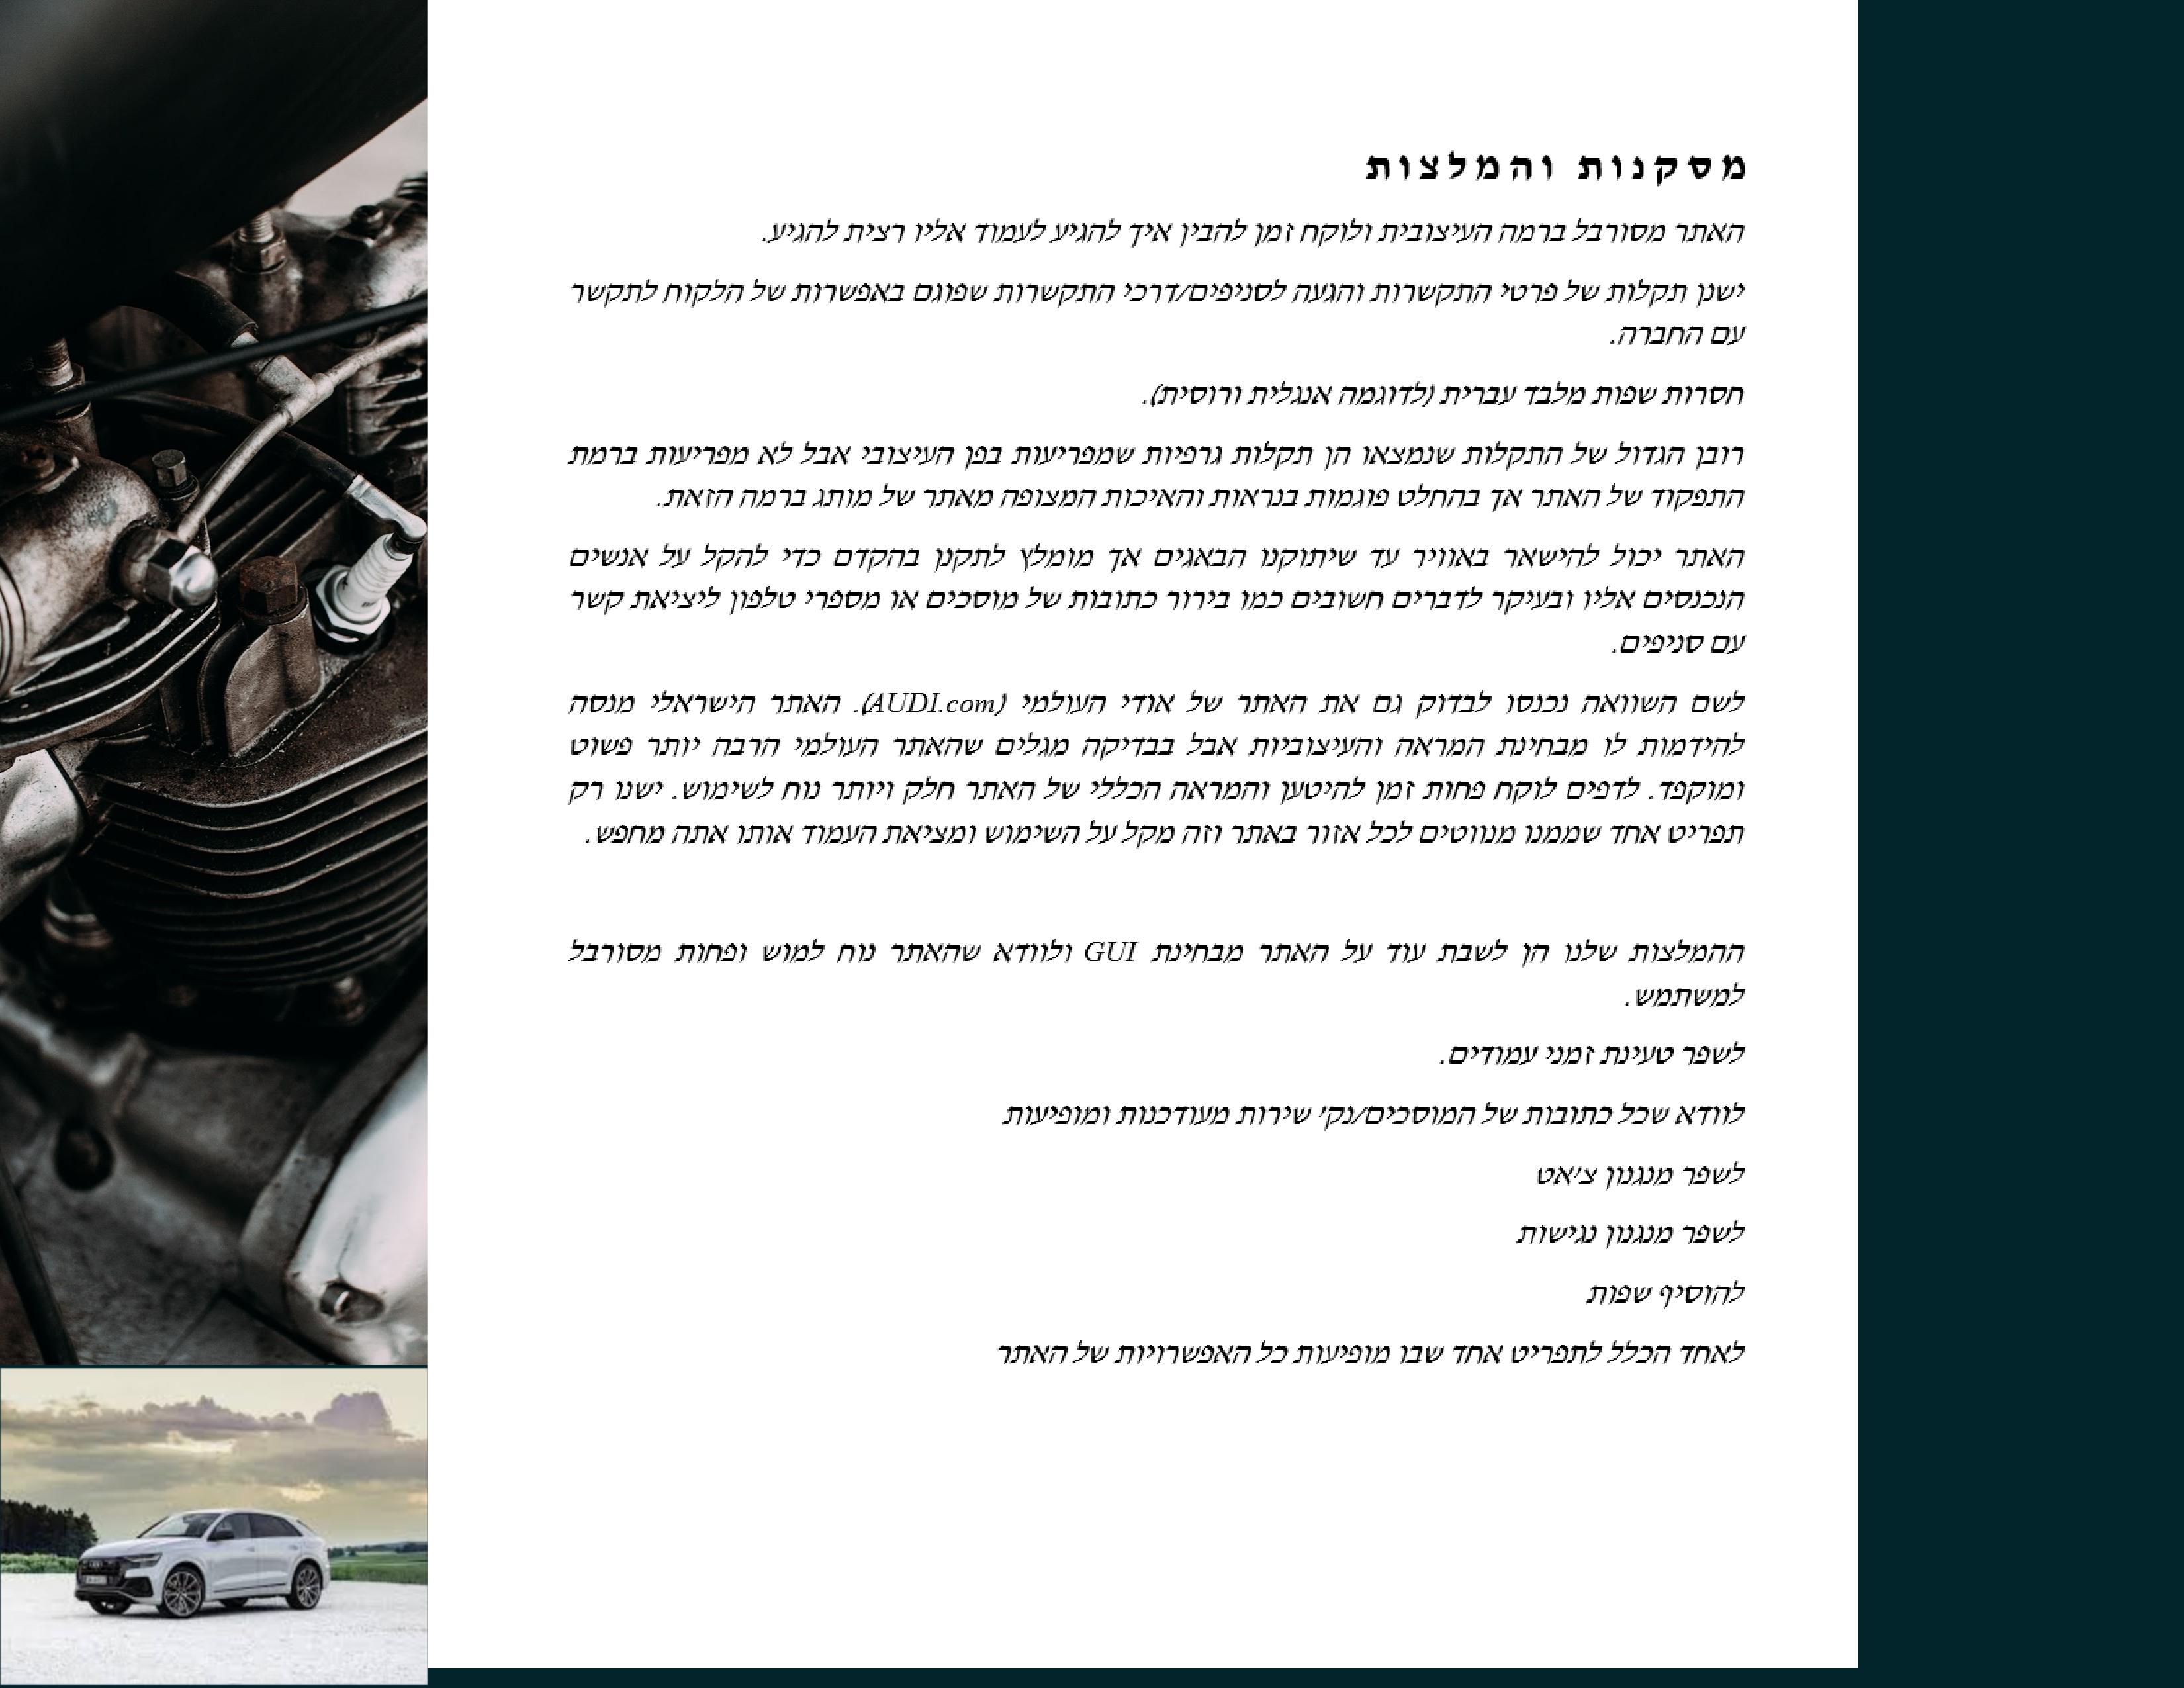 מסקנות והמלצות
האתר מסורבל ברמה העיצובית ולוקח זמן להבין איך להגיע לעמוד אליו רצית להגיע.
ישנן תקלות של פרטי התקשרות והגעה לסניפים/דרכי התקשרות שפוגם באפשרות של הלקוח לתקשר
עם החברה.
חסרות שפות מלבד עברית (לדוגמה אנגלית ורוסית).
רובן הגדול של התקלות שנמצאו הן תקלות גרפיות שמפריעות בפן העיצובי אבל לא מפריעות ברמת
התפקוד של האתר אך בהחלט פוגמות בנראות והאיכות המצופה מאתר של מותג ברמה הזאת.
האתר יכול להישאר באוויר עד שיתוקנו הבאגים אך מומלץ לתקנן בהקדם כדי להקל על אנשים
הנכנסים אליו ובעיקר לדברים חשובים כמו בירור כתובות של מוסכים או מספרי טלפון ליציאת קשר
עם סניפים.
לשם השוואה נכנסו לבדוק גם את האתר של אודי העולמי (AUDI.com). האתר הישראלי מנסה
להידמות לו מבחינת המראה והעיצוביות אבל בבדיקה מגלים שהאתר העולמי הרבה יותר פשוט
ומוקפד. לדפים לוקח פחות זמן להיטען והמראה הכללי של האתר חלק ויותר נוח לשימוש. ישנו רק
תפריט אחד שממנו מנווטים לכל אזור באתר וזה מקל על השימוש ומציאת העמוד אותו אתה מחפש.
ההמלצות שלנו הן לשבת עוד על האתר מבחינת GUI ולוודא שהאתר נוח למוש ופחות מסורבל
למשתמש.
לשפר טעינת זמני עמודים.
לוודא שכל כתובות של המוסכים/נק' שירות מעודכנות ומופיעות
לשפר מנגנון צ'אט
לשפר מנגנון נגישות
להוסיף שפות
לאחד הכלל לתפריט אחד שבו מופיעות כל האפשרויות של האתר